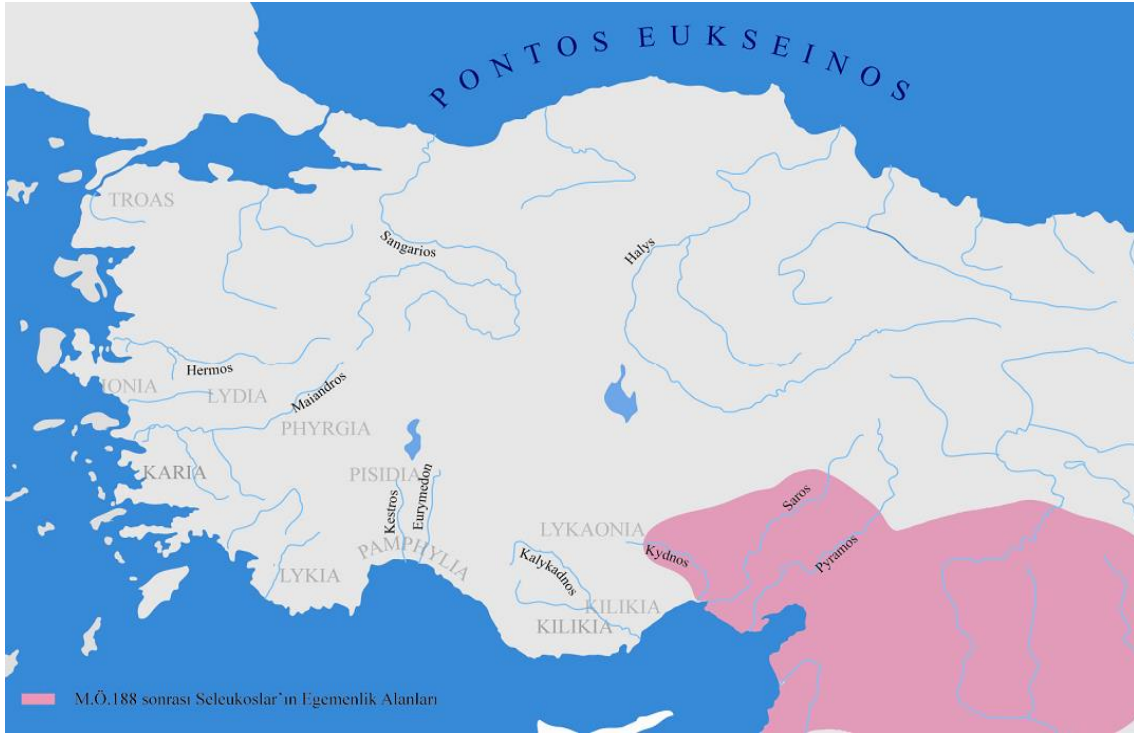 PONTOS EUKSEINOS
TROAS
Sangarios
Halys
Hermos
IONIA
LYDIA
Maiandros
PHYRGIA
KARIA
PISIDIA
Kestros
Eurymedon
Saros
LYKAONIA
PAMPHYLIA
Kydnos
Pyramos
Kalykadnos
LYKIA
KILIKIA
KILIKIA
M.Ö.188 sonrası Seleukoslar’ın Egemenlik Alanları